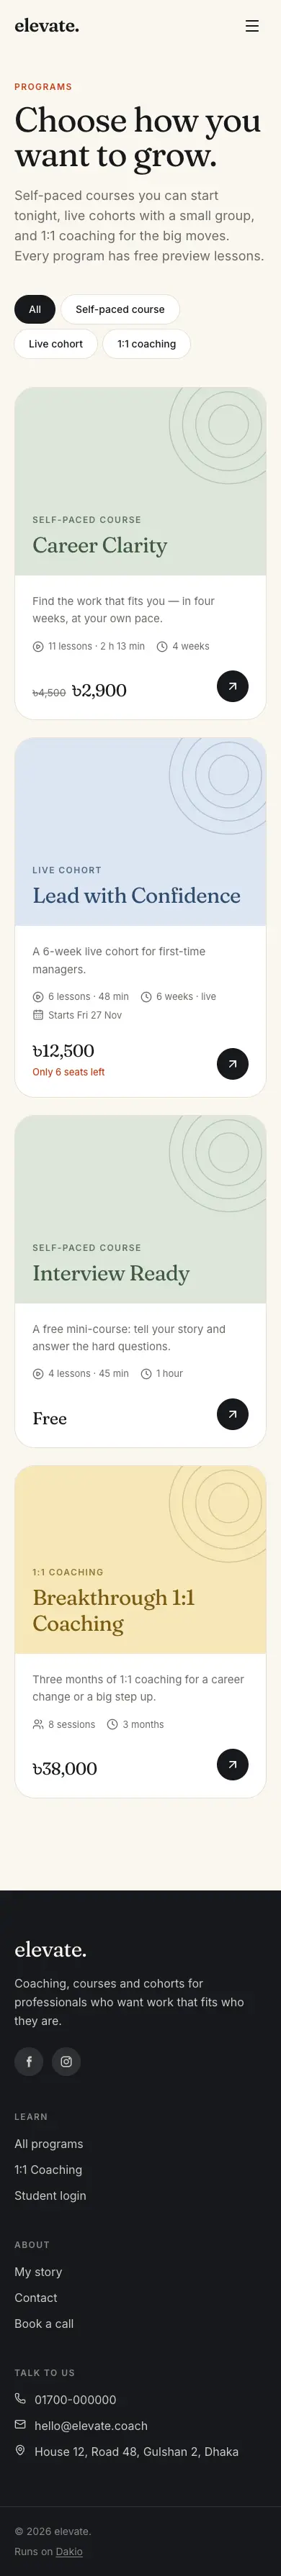 elevate.
PROGRAMS
Choose how you
want to grow.
Self-paced courses you can start
tonight, live cohorts with a small group,
and 1:1 coaching for the big moves.
Every program has free preview lessons.
All
Self-paced course
Live cohort
1:1 coaching
SELF-PACED COURSE
Career Clarity
Find the work that fits you — in four
weeks, at your own pace.
11 lessons · 2 h 13 min 4 weeks
৳4,500 ৳2,900
LIVE COHORT
Lead with Confidence
A 6-week live cohort for first-time
managers.
6 lessons · 48 min 6 weeks · live
Starts Fri 27 Nov
৳12,500
Only 6 seats left
SELF-PACED COURSE
Interview Ready
A free mini-course: tell your story and
answer the hard questions.
4 lessons · 45 min 1 hour
Free
1:1 COACHING
Breakthrough 1:1
Coaching
Three months of 1:1 coaching for a career
change or a big step up.
8 sessions 3 months
৳38,000
elevate.
Coaching, courses and cohorts for
professionals who want work that fits who
they are.
LEARN
All programs
1:1 Coaching
Student login
ABOUT
My story
Contact
Book a call
TALK TO US
01700-000000
hello@elevate.coach
House 12, Road 48, Gulshan 2, Dhaka
© 2026 elevate.
Runs on Dakio